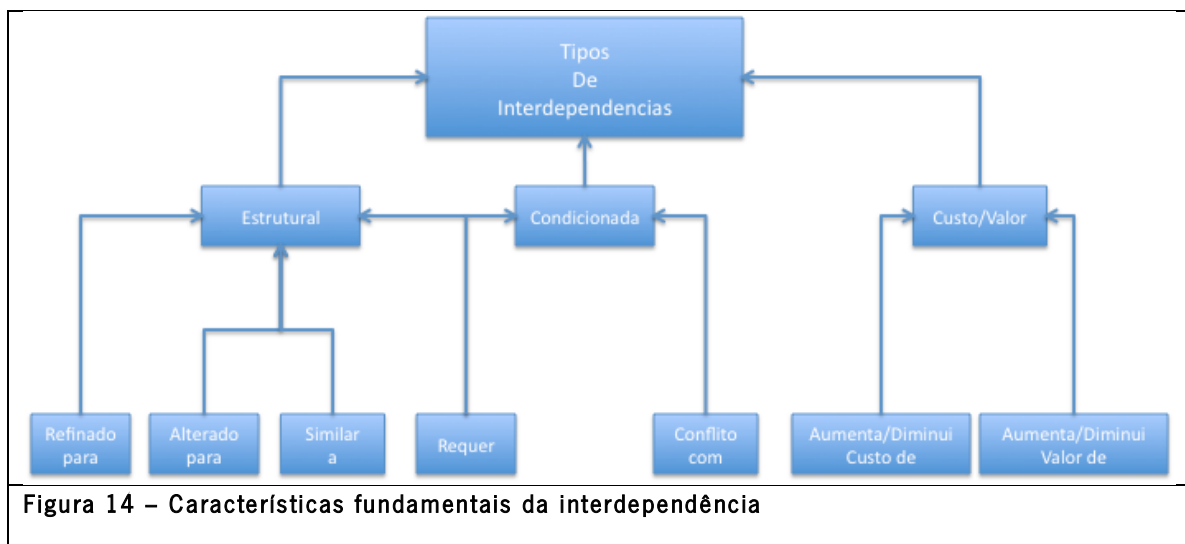 Tipos
De
Interdependencias
Estrutural
Condicionada
Custo/Valor
Refinado
para
Alterado
para
Similar
a
Requer
Conflito
com
Aumenta/Diminui
Custo de
Aumenta/Diminui
Valor de
Figura 14 – Características fundamentais da interdependência